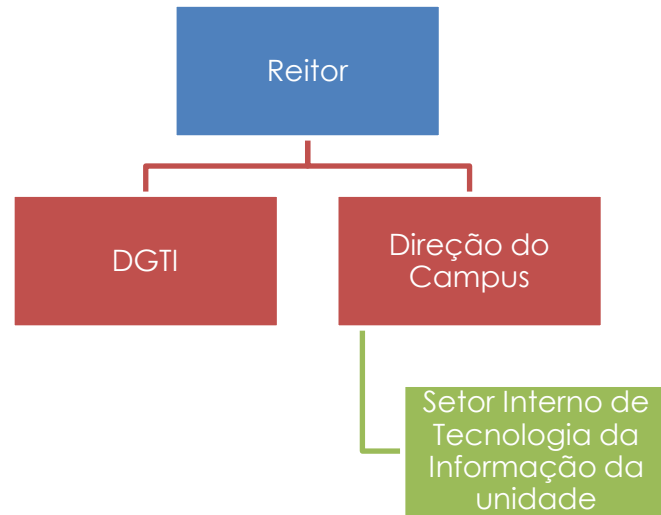 Reitor
DGTI
Direção do
Campus
Setor Interno de
Tecnologia da
Informação da
unidade